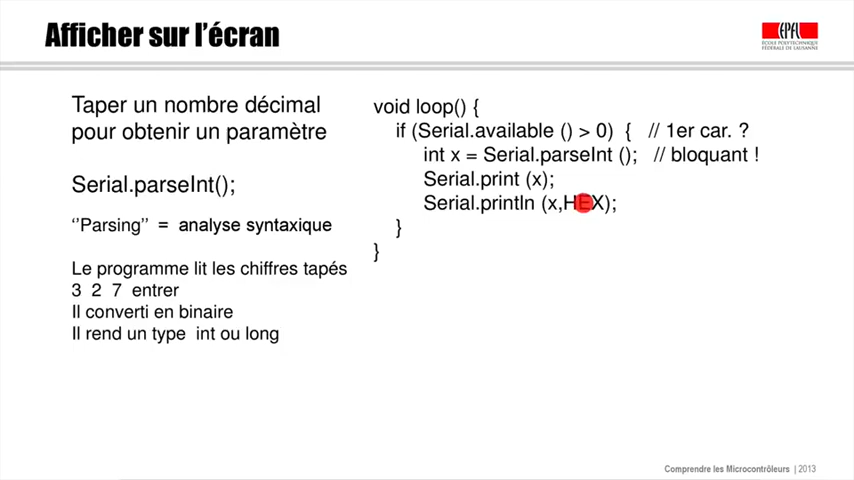 Afficher sur l'écran
EPFL
ÉCOLE POLYTECHNIQUE
FÉDÉRALE DE LAUSANNE
Taper un nombre décimal
pour obtenir un paramètre
Serial.parseInt();
‘’Parsing’’ = analyse syntaxique
Le programme lit les chiffres tapés
3 2 7 entrer
Il converti en binaire
Il rend un type int ou long
void loop() {
if (Serial.available () > 0) { // 1er car. ?
int x = Serial.parseInt (); // bloquant !
Serial.print (x);
Serial.println (x,HEX);
}
}
Comprendre les Microcontrôleurs | 2013